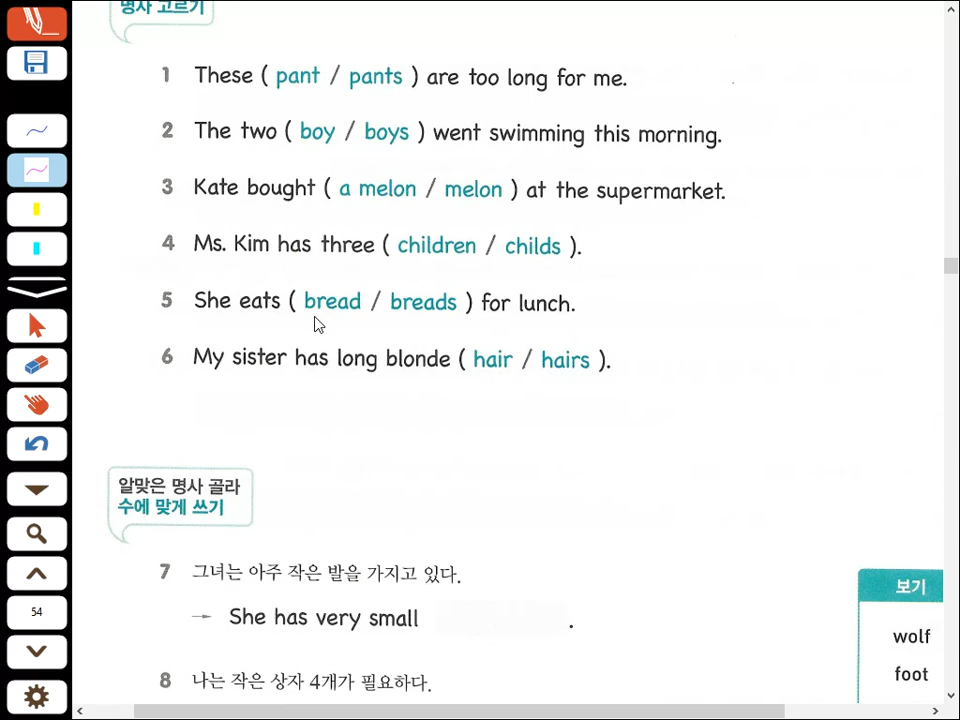 명사 고르기
1 These ( pant / pants ) are too long for me.
2 The two ( boy / boys ) went swimming this morning.
3 Kate bought ( a melon / melon ) at the supermarket.
4 Ms. Kim has three ( children / childs ).
5 She eats ( bread / breads ) for lunch.
6 My sister has long blonde ( hair / hairs ).
알맞은 명사 골라
수에 맞게 쓰기
7 그녀는 아주 작은 발을 가지고 있다.
→ She has very small .
8 나는 작은 상자 4개가 필요하다.
보기
wolf
foot
54